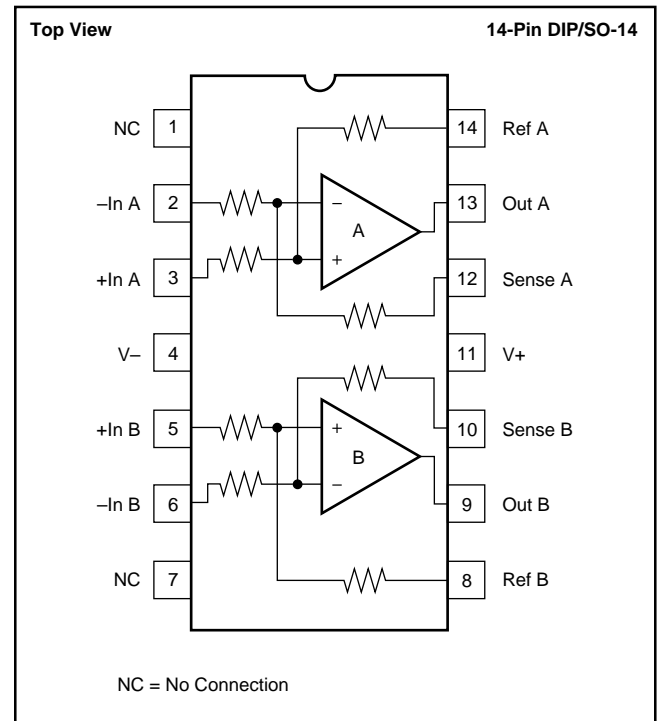 Top View 14-Pin DIP/SO-14
NC 1 14 Ref A
–In A 2 – 13 Out A
A
+In A 3 + 12 Sense A
V– 4 11 V+
+In B 5 + 10 Sense B
B
–In B 6 – 9 Out B
NC 7 8 Ref B
NC = No Connection